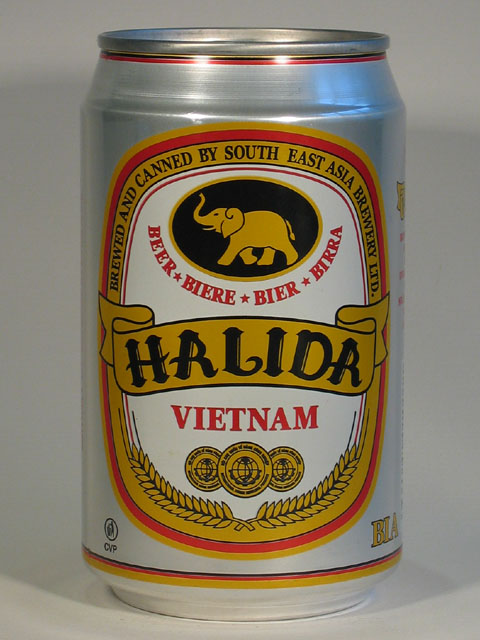 BREWED AND CANNED BY SOUTH EAST ASIA BREWERY LTD.
BEER ★ BIERE ★ BIER ★ BIRRA
HALIDA
VIETNAM
CVP
BIA